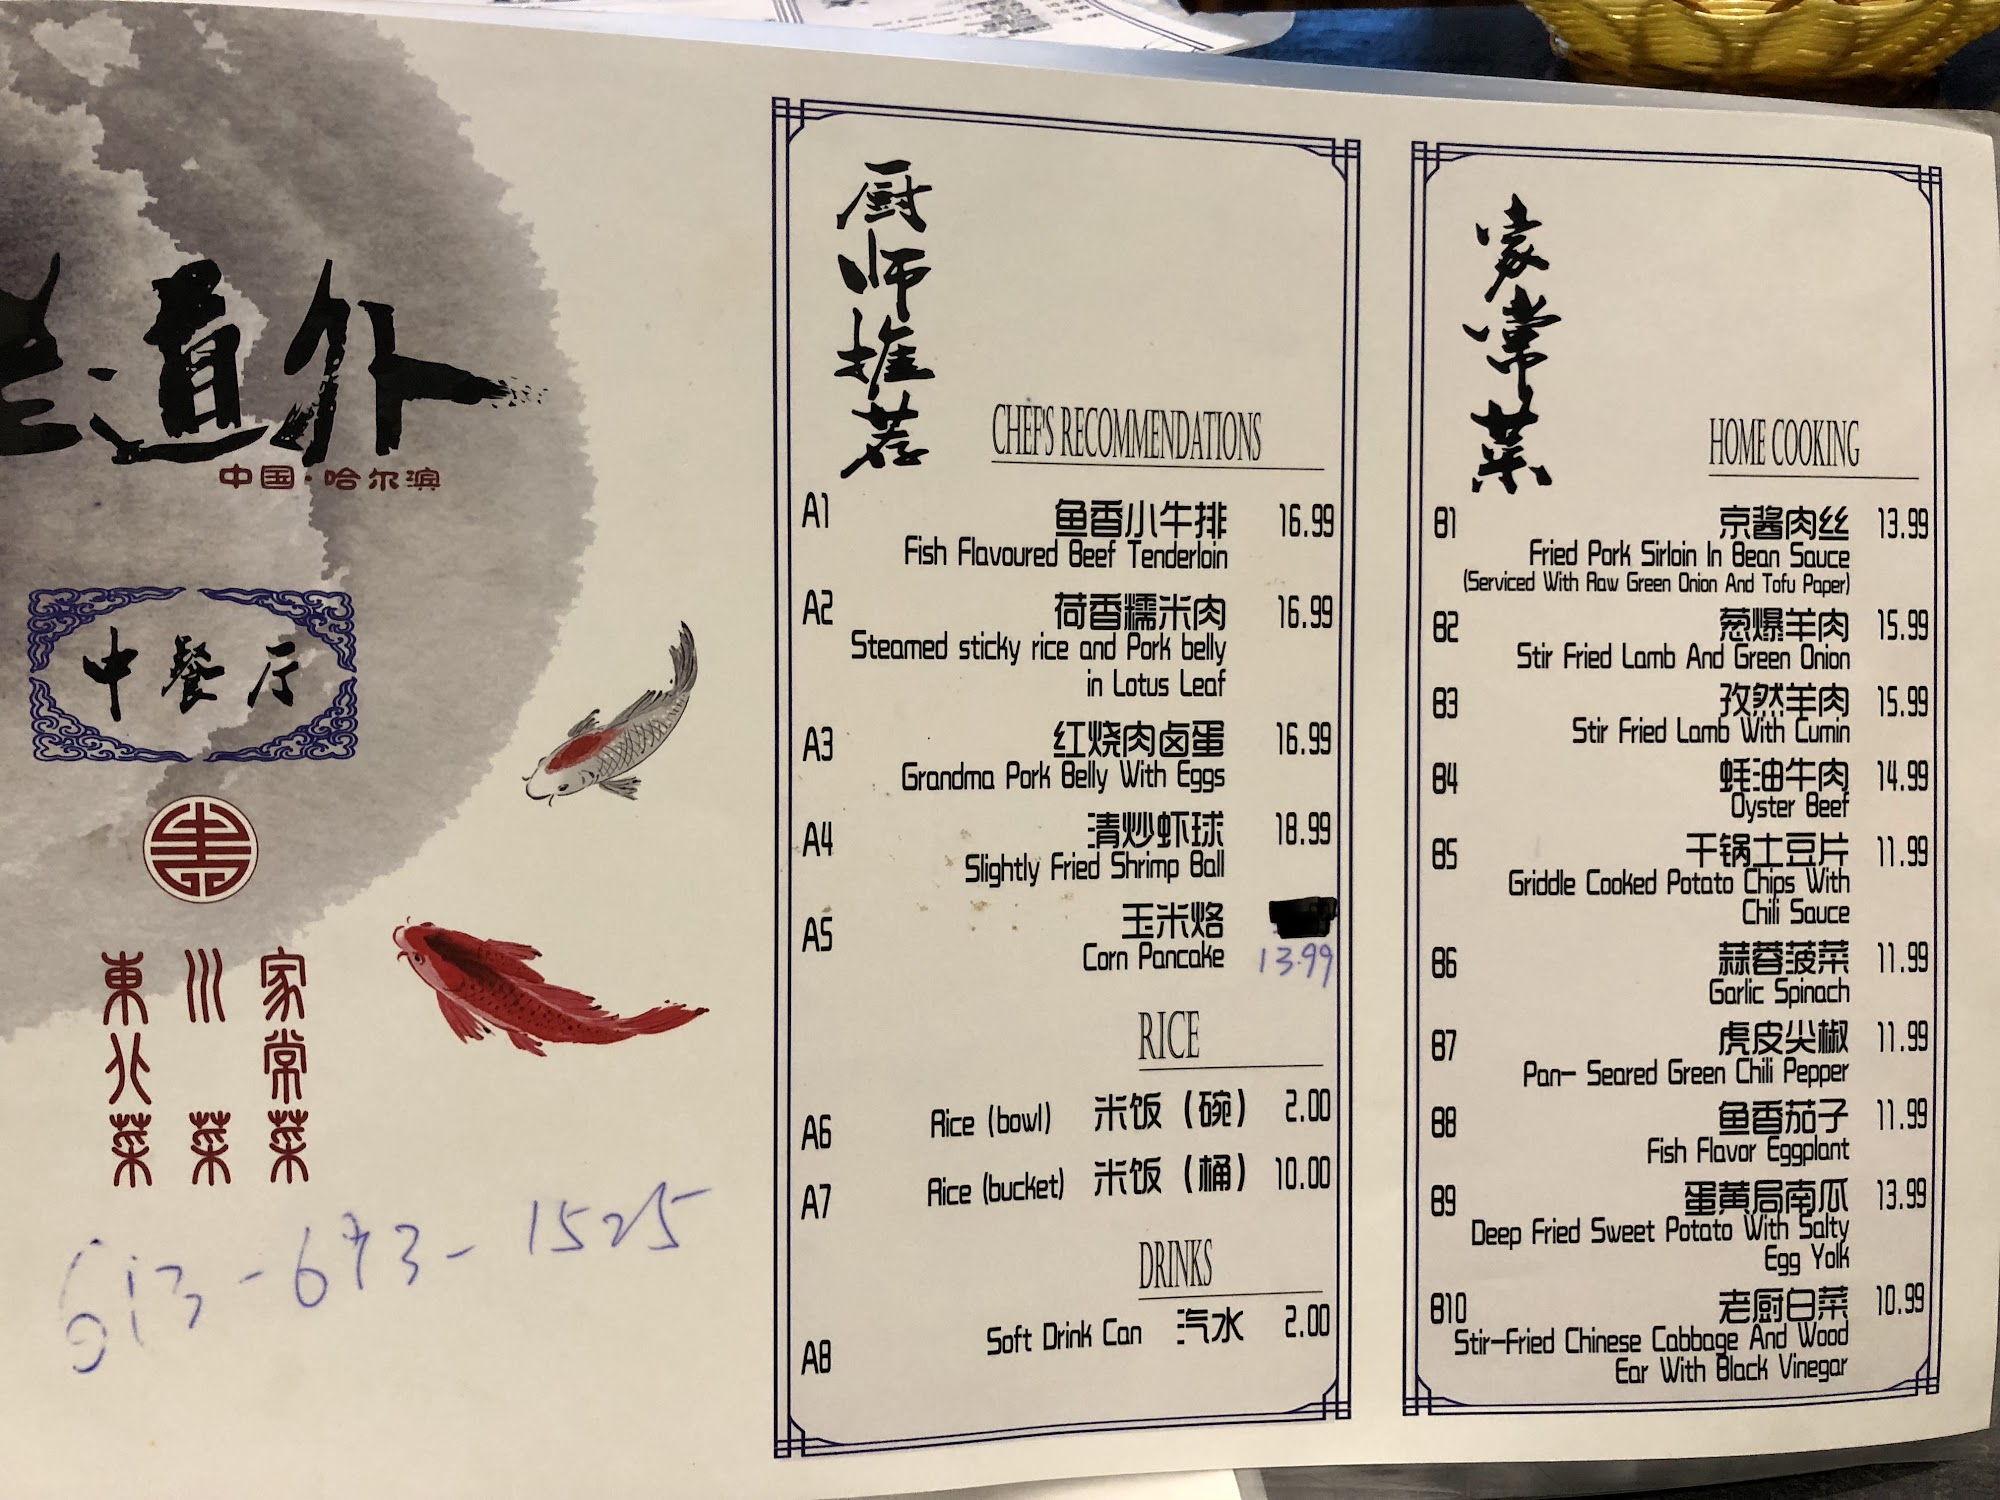 道外
中国·哈尔滨
中餐厅
東北菜
川菜
家常菜
613-693-1525
厨师推荐
CHEF'S RECOMMENDATIONS
A1 鱼香小牛排 16.99
Fish Flavoured Beef Tenderloin
A2 荷香糯米肉 16.99
Steamed sticky rice and Pork belly
in Lotus Leaf
A3 红烧肉卤蛋 16.99
Grandma Pork Belly With Eggs
A4 清炒虾球 18.99
Slightly Fried Shrimp Ball
A5 玉米烙
Corn Pancake 13.99
RICE
A6 Rice (bowl) 米饭（碗） 2.00
A7 Rice (bucket) 米饭（桶） 10.00
DRINKS
A8 Soft Drink Can 汽水 2.00
家常菜
HOME COOKING
B1 京酱肉丝 13.99
Fried Pork Sirloin In Bean Sauce
(Serviced With Raw Green Onion And Tofu Paper)
B2 葱爆羊肉 15.99
Stir Fried Lamb And Green Onion
B3 孜然羊肉 15.99
Stir Fried Lamb With Cumin
B4 蚝油牛肉 14.99
Oyster Beef
B5 干锅土豆片 11.99
Griddle Cooked Potato Chips With
Chili Sauce
B6 蒜蓉菠菜 11.99
Garlic Spinach
B7 虎皮尖椒 11.99
Pan- Seared Green Chili Pepper
B8 鱼香茄子 11.99
Fish Flavor Eggplant
B9 蛋黄局南瓜 13.99
Deep Fried Sweet Potato With Salty
Egg Yolk
B10 老厨白菜 10.99
Stir-Fried Chinese Cabbage And Wood
Ear With Black Vinegar